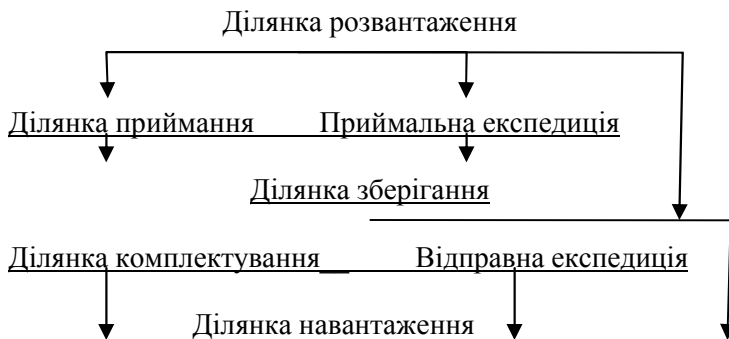 Ділянка розвантаження
Ділянка приймання Приймальна експедиція
Ділянка зберігання
Ділянка комплектування Відправна експедиція
Ділянка навантаження